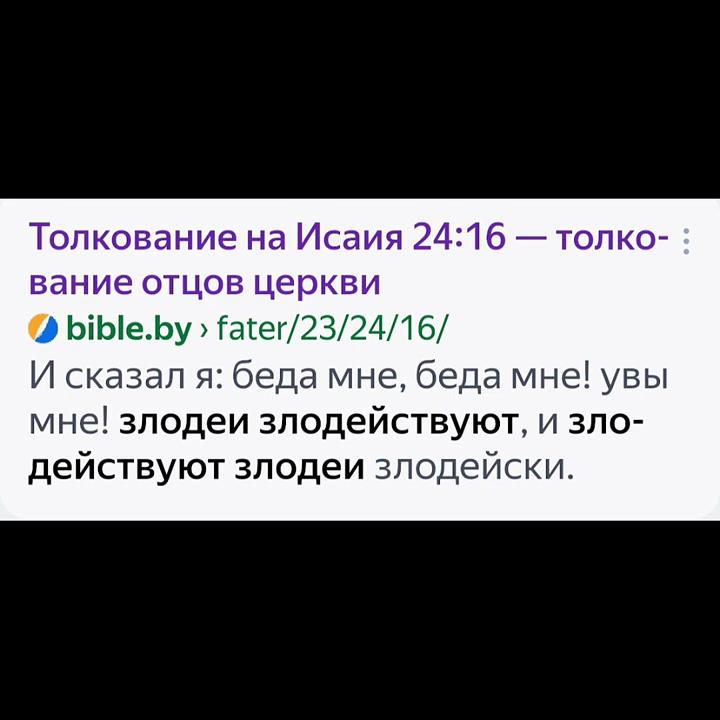 Толкование на Исаия 24:16 — толко-
вание отцов церкви
bible.by › fater/23/24/16/
И сказал я: беда мне, беда мне! увы
мне! злодеи злодействуют, и зло-
действуют злодеи злодейски.